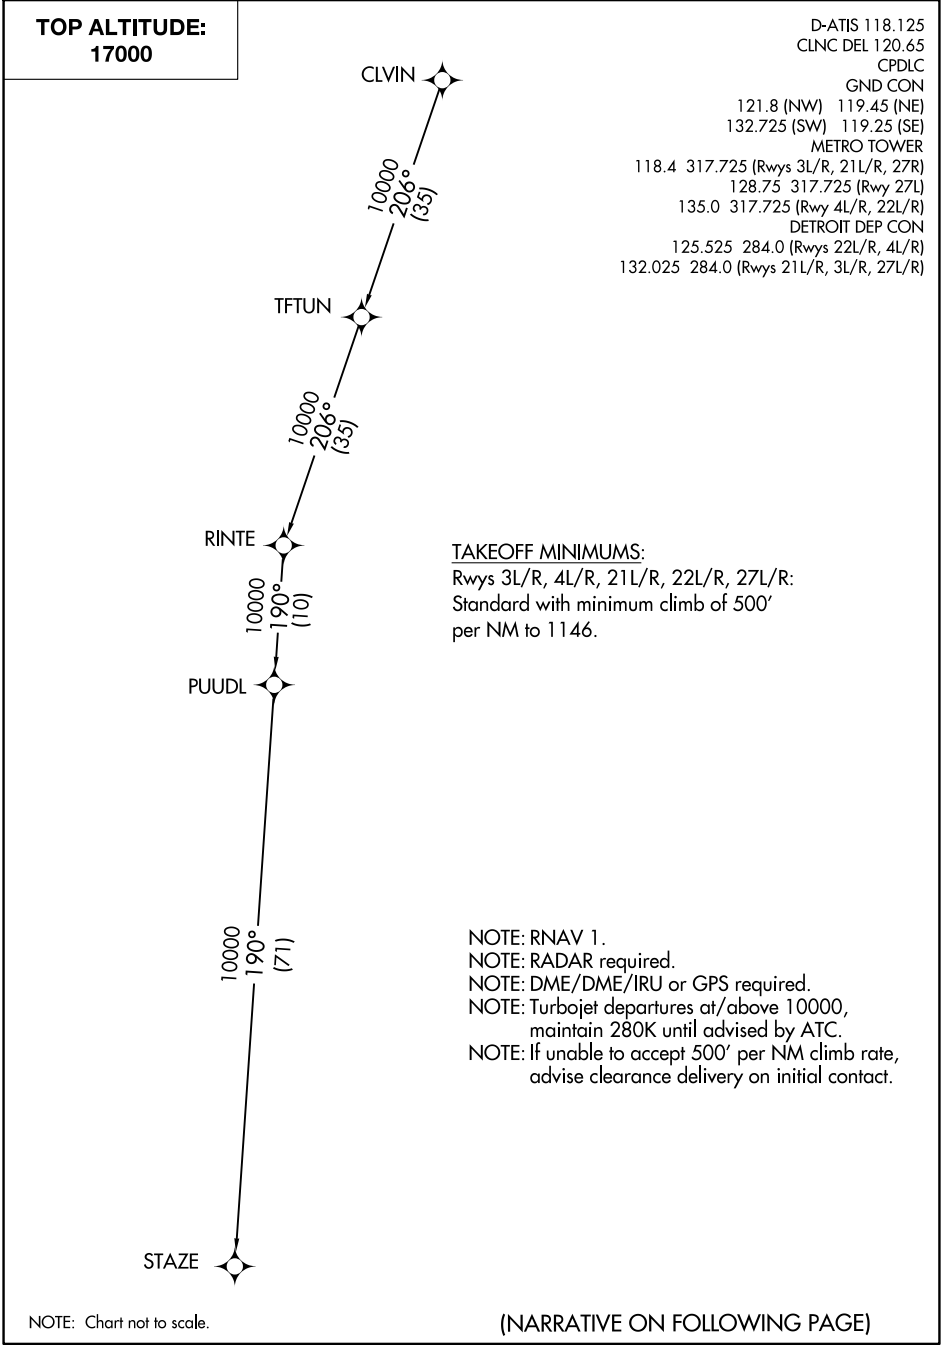 TOP ALTITUDE:
17000
D-ATIS 118.125
CLNC DEL 120.65
CPDLC
GND CON
121.8 (NW) 119.45 (NE)
132.725 (SW) 119.25 (SE)
METRO TOWER
118.4 317.725 (Rwys 3L/R, 21L/R, 27R)
128.75 317.725 (Rwy 27L)
135.0 317.725 (Rwy 4L/R, 22L/R)
DETROIT DEP CON
125.525 284.0 (Rwys 22L/R, 4L/R)
132.025 284.0 (Rwys 21L/R, 3L/R, 27L/R)
CLVIN
10000
206°
(35)
TFTUN
10000
206°
(35)
RINTE
10000
190°
(10)
PUUDL
TAKEOFF MINIMUMS:
Rwys 3L/R, 4L/R, 21L/R, 22L/R, 27L/R:
Standard with minimum climb of 500′
per NM to 1146.
10000
190°
(71)
NOTE: RNAV 1.
NOTE: RADAR required.
NOTE: DME/DME/IRU or GPS required.
NOTE: Turbojet departures at/above 10000,
maintain 280K until advised by ATC.
NOTE: If unable to accept 500′ per NM climb rate,
advise clearance delivery on initial contact.
STAZE
NOTE: Chart not to scale.
(NARRATIVE ON FOLLOWING PAGE)